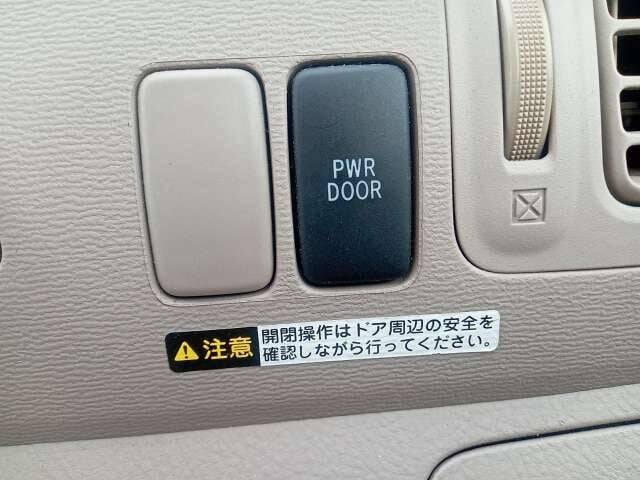 PWR
DOOR
注意
開閉操作はドア周辺の安全を
確認しながら行ってください。